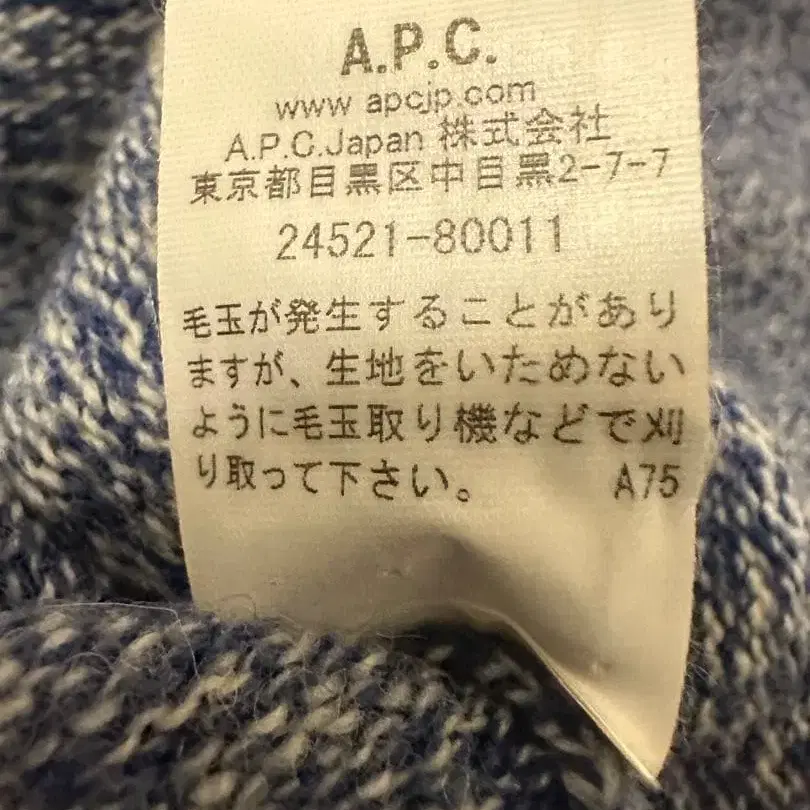 A.P.C.
www apcjp.com
A.P.C.Japan 株式会社
東京都目黒区中目黒2-7-7
24521-80011
毛玉が発生することがあり
ますが、生地をいためない
ように毛玉取り機などで刈
り取って下さい。 A75